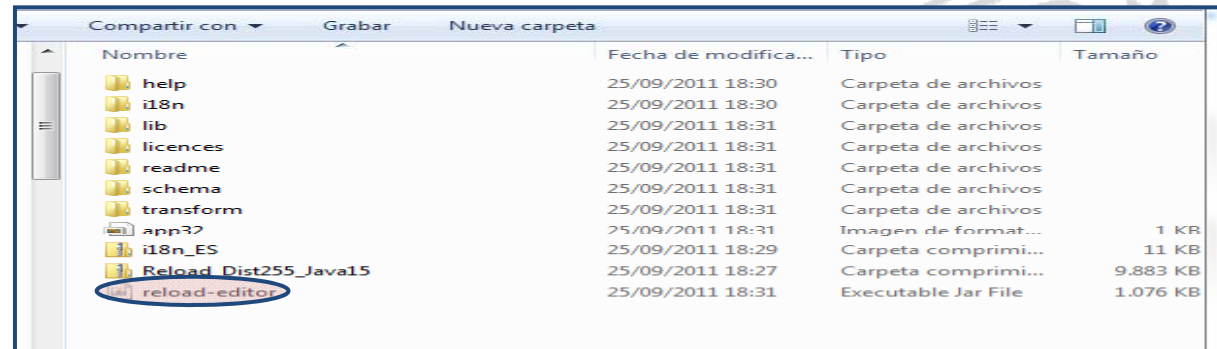 Compartir con Grabar Nueva carpeta
Nombre Fecha de modifica... Tipo Tamaño
help 25/09/2011 18:30 Carpeta de archivos
i18n 25/09/2011 18:30 Carpeta de archivos
lib 25/09/2011 18:31 Carpeta de archivos
licences 25/09/2011 18:31 Carpeta de archivos
readme 25/09/2011 18:31 Carpeta de archivos
schema 25/09/2011 18:31 Carpeta de archivos
transform 25/09/2011 18:31 Carpeta de archivos
app32 25/09/2011 18:31 Imagen de format... 1 KB
i18n_ES 25/09/2011 18:29 Carpeta comprimi... 11 KB
Reload_Dist255_Java15 25/09/2011 18:27 Carpeta comprimi... 9.883 KB
reload-editor 25/09/2011 18:31 Executable Jar File 1.076 KB